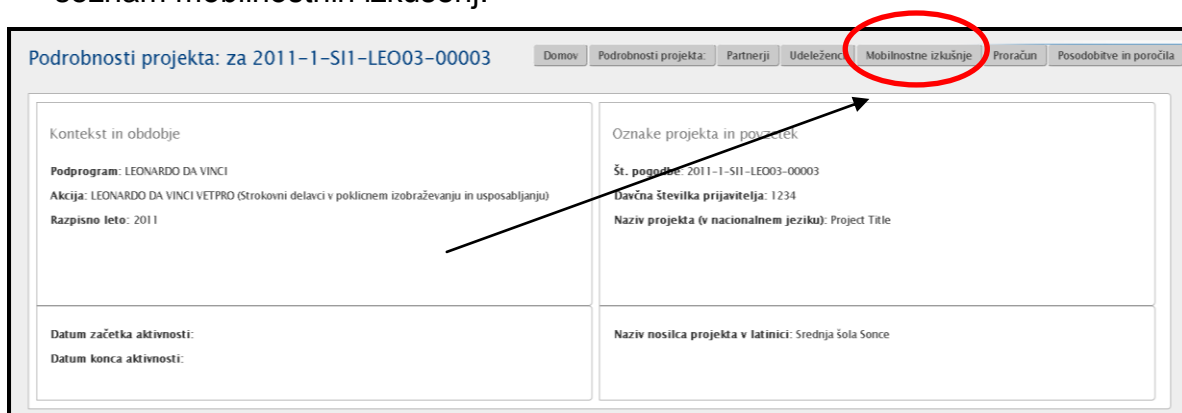 seznam mobilnostnih izkušenj.
Podrobnosti projekta: za 2011-1-SI1-LEO03-00003
Domov
Podrobnosti projekta:
Partnerji
Udeleženci
Mobilnostne izkušnje
Proračun
Posodobitve in poročila
Kontekst in obdobje
Podprogram: LEONARDO DA VINCI
Akcija: LEONARDO DA VINCI VETPRO (Strokovni delavci v poklicnem izobraževanju in usposabljanju)
Razpisno leto: 2011
Oznake projekta in povzetek
Št. pogodbe: 2011-1-SI1-LEO03-00003
Davčna številka prijavitelja: 1234
Naziv projekta (v nacionalnem jeziku): Project Title
Datum začetka aktivnosti:
Datum konca aktivnosti:
Naziv nosilca projekta v latinici: Srednja šola Sonce